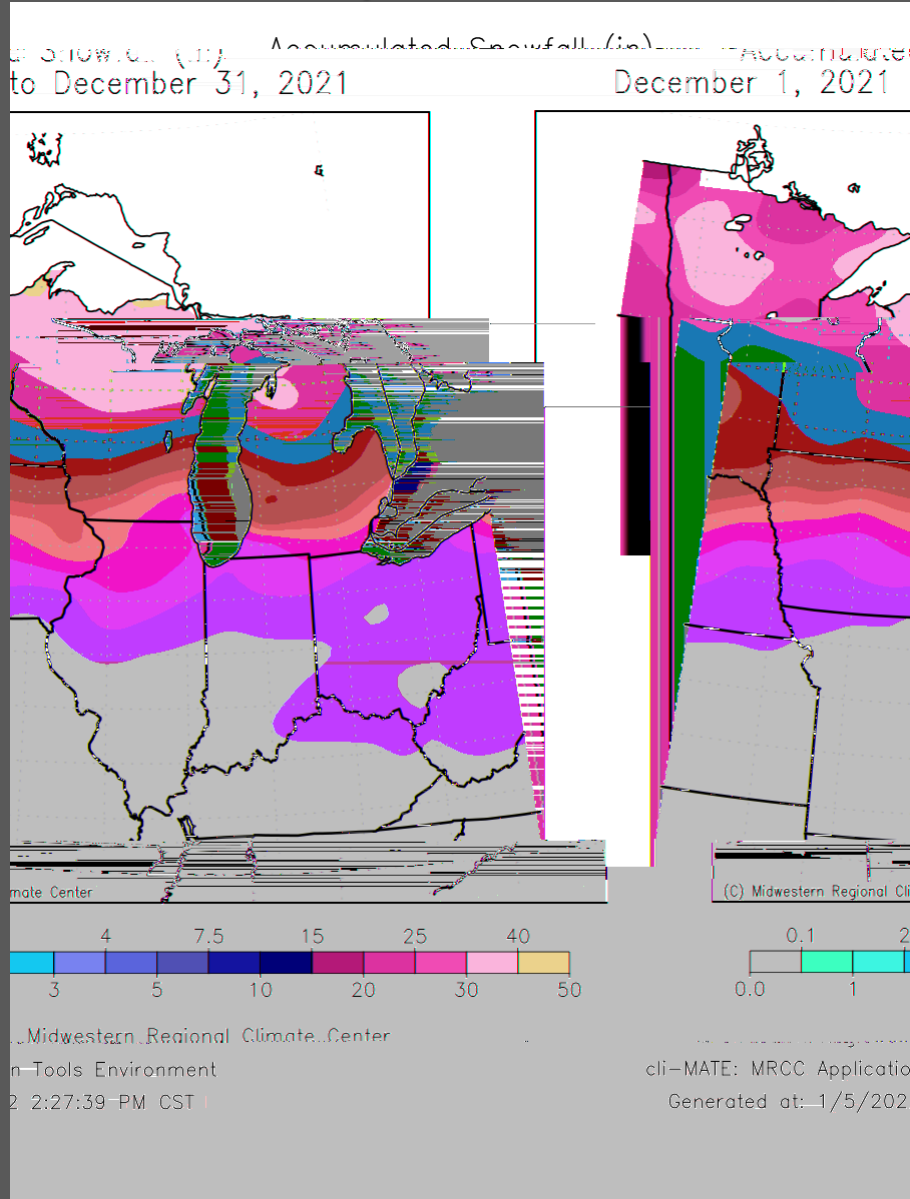 Accumulated Snowfall (in)
to December 31, 2021
December 1, 2021
mate Center
(C) Midwestern Regional Cli
4 7.5 15 25 40
3 5 10 20 30 50
0.1 2
0.0 1
Midwestern Regional Climate Center
n Tools Environment
cli-MATE: MRCC Applicatio
2 2:27:39 PM CST
Generated at: 1/5/202